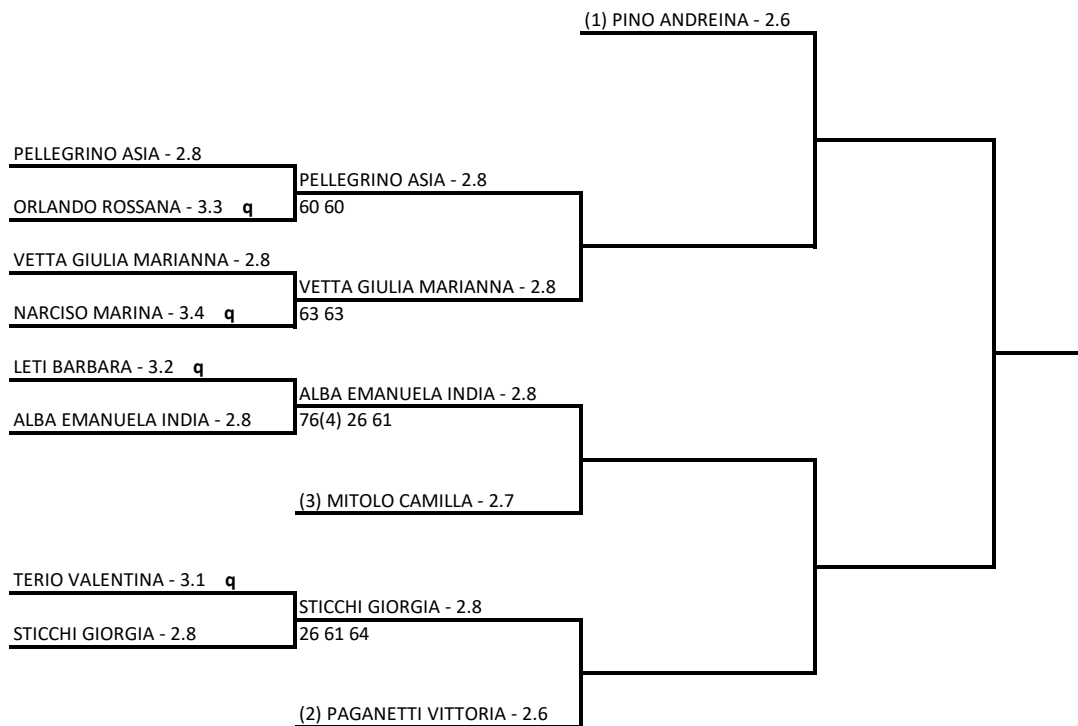 (1) PINO ANDREINA - 2.6
PELLEGRINO ASIA - 2.8
PELLEGRINO ASIA - 2.8
ORLANDO ROSSANA - 3.3 q
60 60
VETTA GIULIA MARIANNA - 2.8
VETTA GIULIA MARIANNA - 2.8
NARCISO MARINA - 3.4 q
63 63
LETI BARBARA - 3.2 q
ALBA EMANUELA INDIA - 2.8
ALBA EMANUELA INDIA - 2.8
76(4) 26 61
(3) MITOLO CAMILLA - 2.7
TERIO VALENTINA - 3.1 q
STICCHI GIORGIA - 2.8
STICCHI GIORGIA - 2.8
26 61 64
(2) PAGANETTI VITTORIA - 2.6